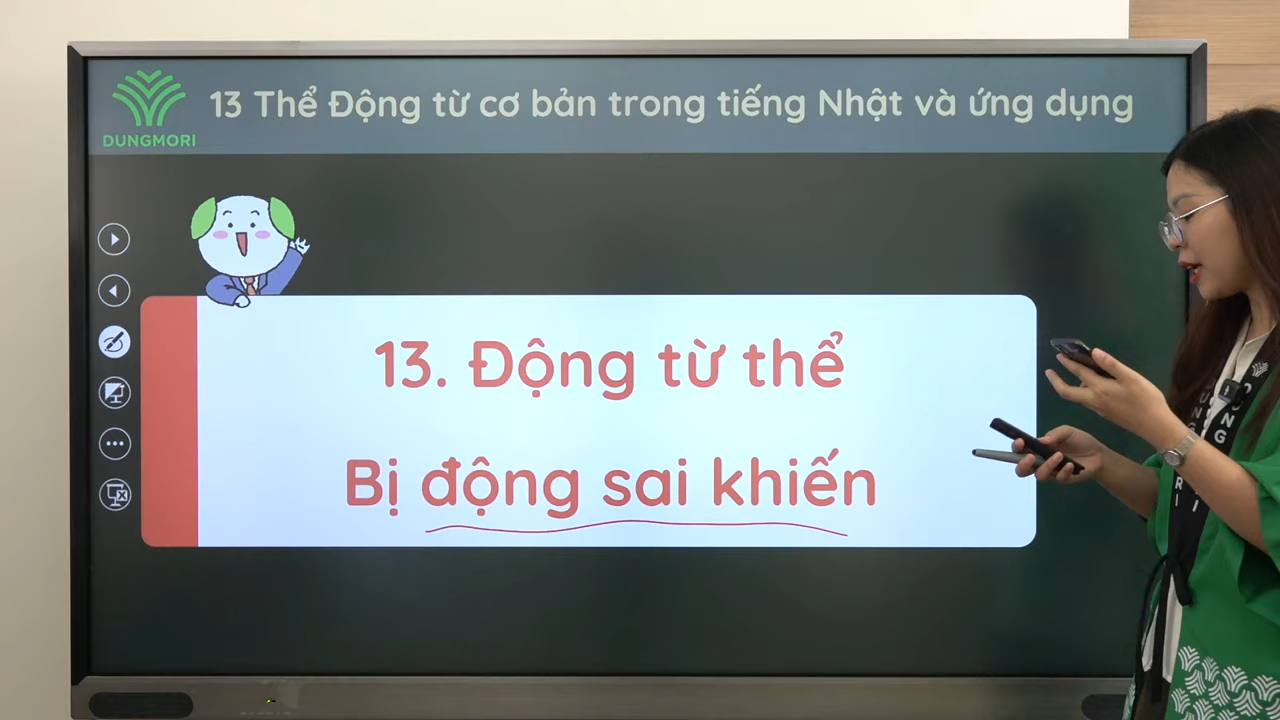 DUNGMORI
13 Thể Động từ cơ bản trong tiếng Nhật và ứng dụng
13. Động từ thể
Bị động sai khiến